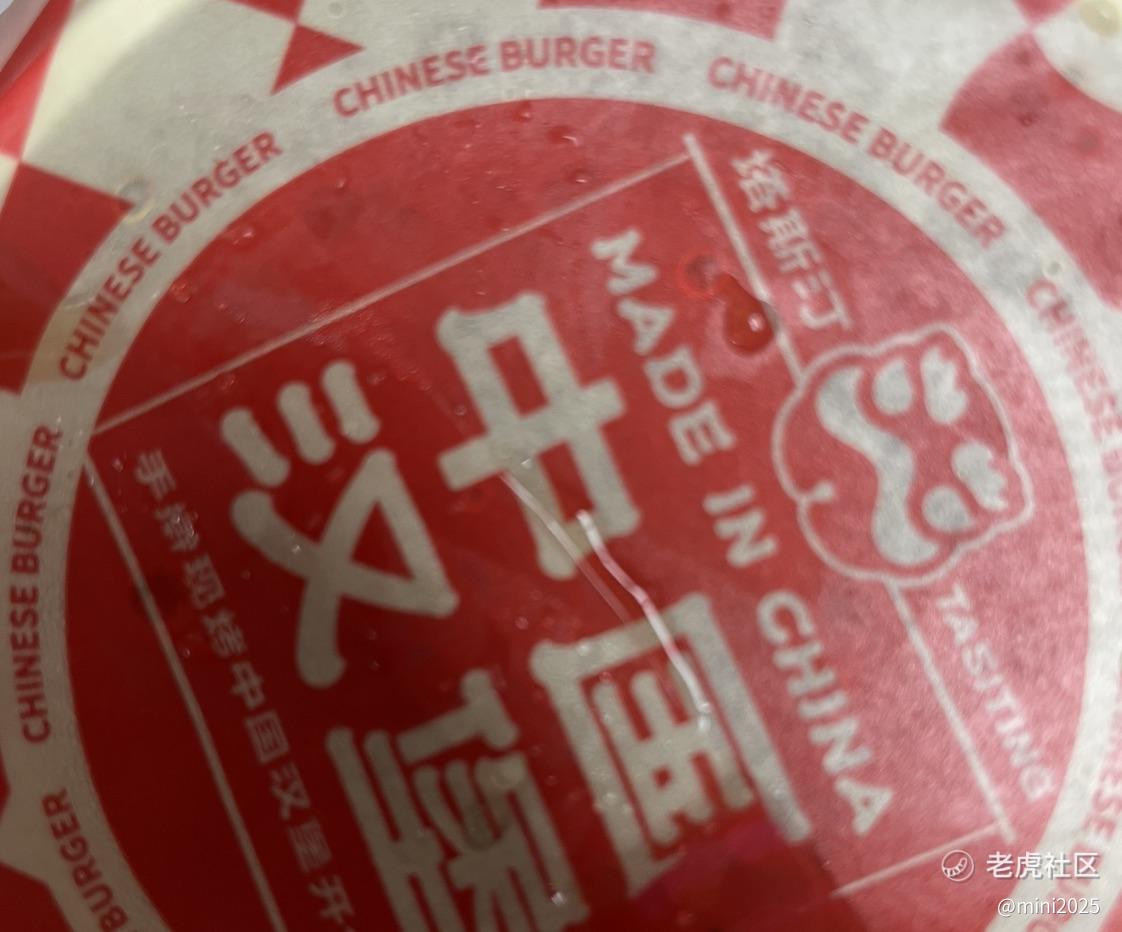 CHINESE BURGER
CHINESE BURGER
CHINESE BURGER
CHINESE BURGER
CHINESE
BURGER
塔斯汀
TASITING
MADE IN CHINA
中国
汉堡
手擀现烤中国汉堡开
老虎社区
@mini2025